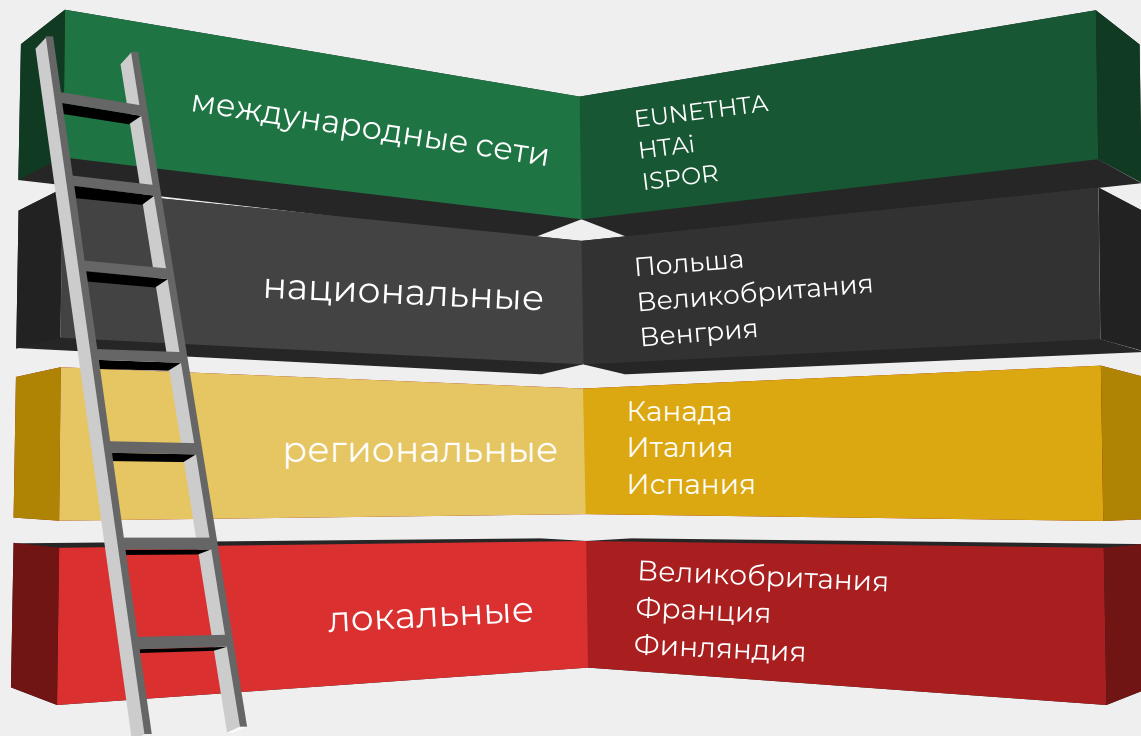 международные сети
EUNETHTA
HTAi
ISPOR
национальные
Польша
Великобритания
Венгрия
региональные
Канада
Италия
Испания
локальные
Великобритания
Франция
Финляндия